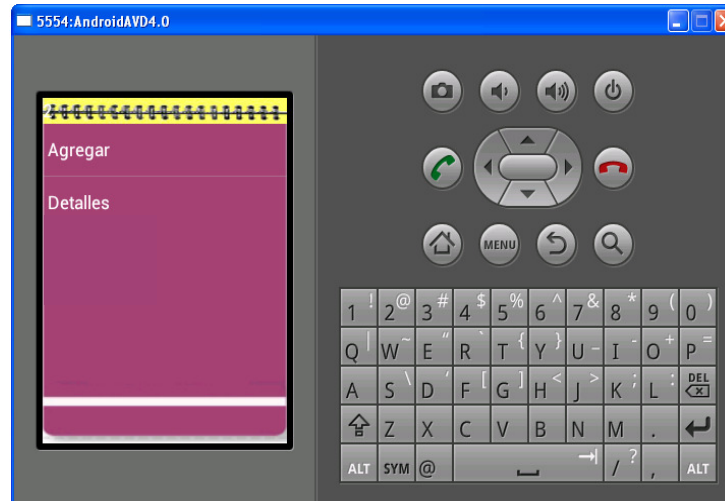 5554:AndroidAVD4.0
Agregar
Detalles
MENU
1 ! 2 @ 3 # 4 $ 5 % 6 ^ 7 & 8 * 9 ( 0 )
Q | W ~ E “ R ` T { Y } U _ I - O + P =
A S \ D ‘ F [ G ] H < J > K ; L : DEL
Z X C V B N M .
ALT SYM @ / ? , ALT